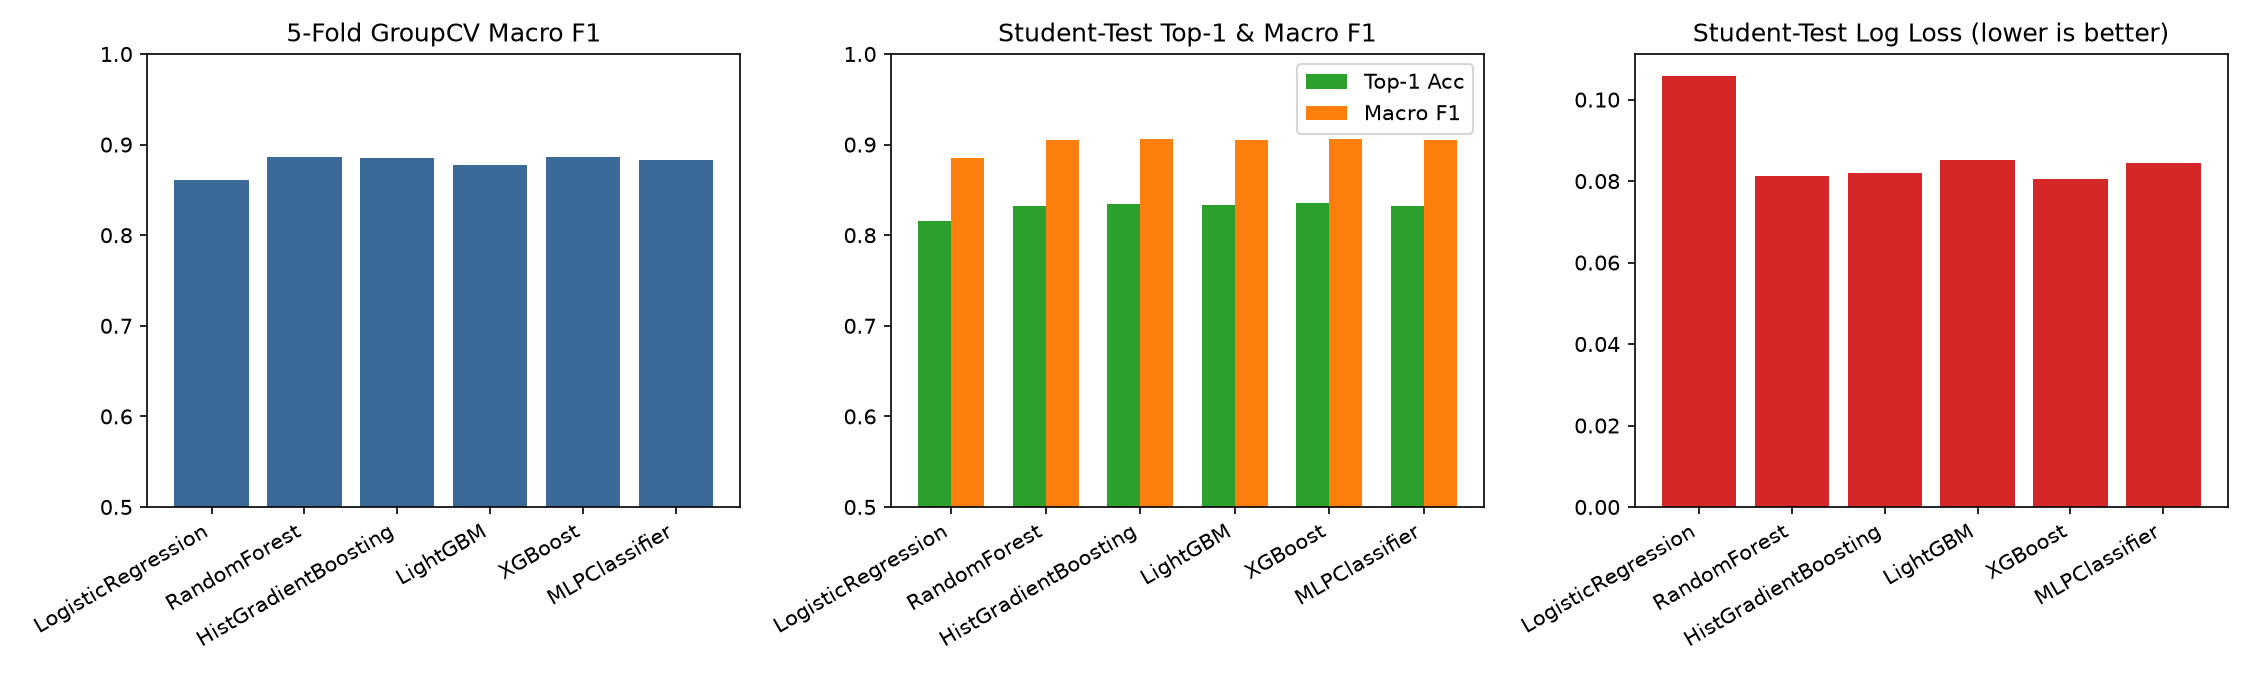 5-Fold GroupCV Macro F1
1.0
0.9
0.8
0.7
0.6
0.5
LogisticRegression
RandomForest
HistGradientBoosting
LightGBM
XGBoost
MLPClassifier
Student-Test Top-1 & Macro F1
Top-1 Acc
Macro F1
1.0
0.9
0.8
0.7
0.6
0.5
LogisticRegression
RandomForest
HistGradientBoosting
LightGBM
XGBoost
MLPClassifier
Student-Test Log Loss (lower is better)
0.10
0.08
0.06
0.04
0.02
0.00
LogisticRegression
RandomForest
HistGradientBoosting
LightGBM
XGBoost
MLPClassifier